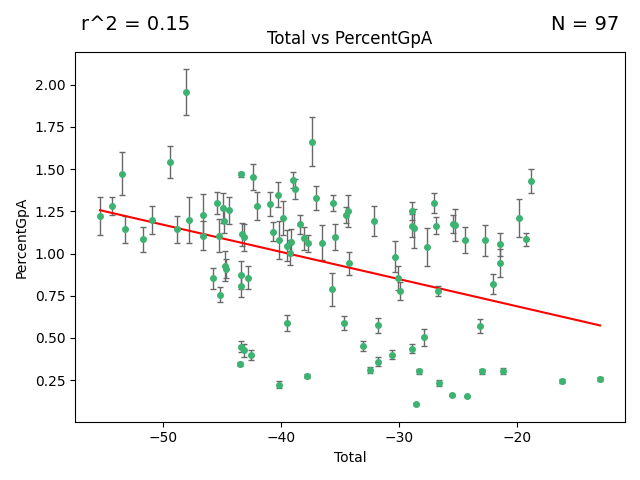 r^2 = 0.15
N = 97
Total vs PercentGpA
PercentGpA
2.00
1.75
1.50
1.25
1.00
0.75
0.50
0.25
−50
−40
−30
−20
Total